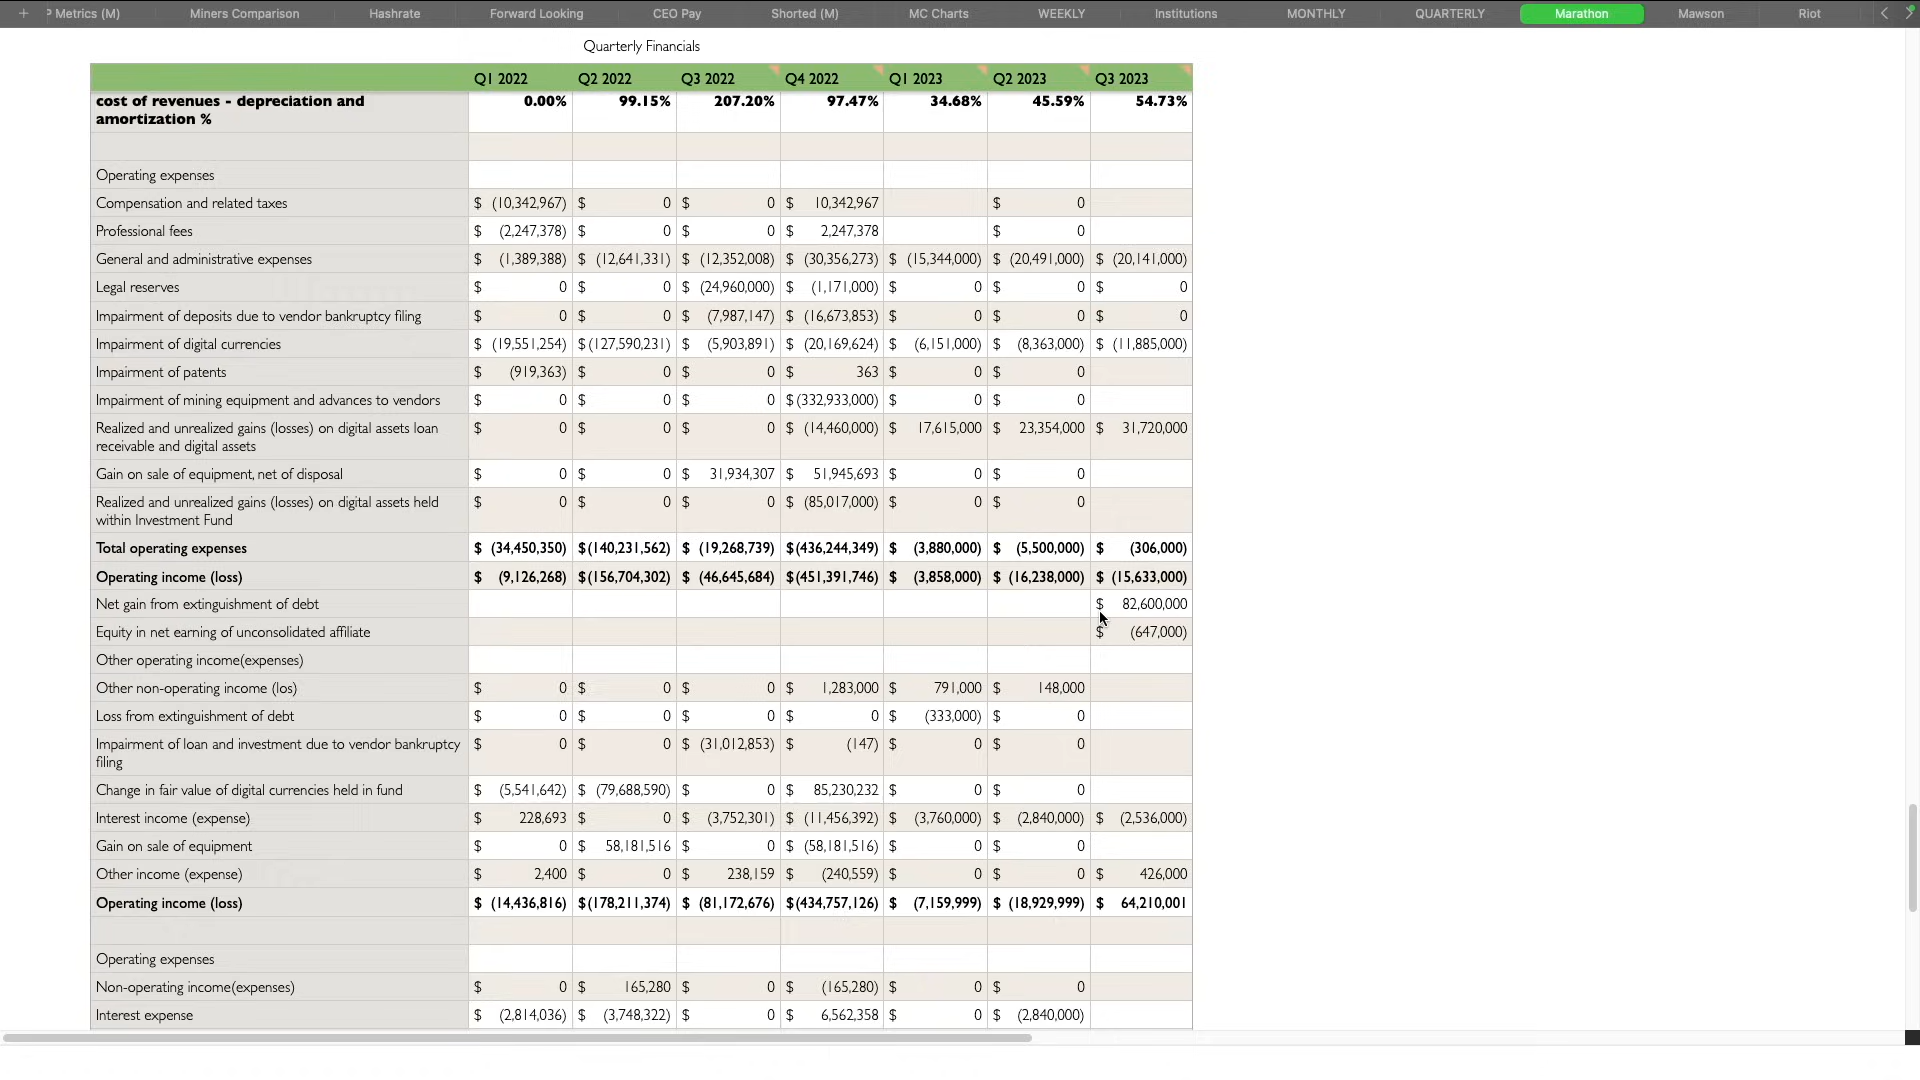 + P Metrics (M) Miners Comparison Hashrate Forward Looking CEO Pay Shorted (M) MC Charts WEEKLY Institutions MONTHLY QUARTERLY Marathon Mawson Riot
Quarterly Financials
Q1 2022 Q2 2022 Q3 2022 Q4 2022 Q1 2023 Q2 2023 Q3 2023
cost of revenues - depreciation and 0.00% 99.15% 207.20% 97.47% 34.68% 45.59% 54.73%
amortization %
Operating expenses
Compensation and related taxes $ (10,342,967) $ 0 $ 0 $ 10,342,967 $ 0
Professional fees $ (2,247,378) $ 0 $ 0 $ 2,247,378 $ 0
General and administrative expenses $ (1,389,388) $ (12,641,331) $ (12,352,008) $ (30,356,273) $ (15,344,000) $ (20,491,000) $ (20,141,000)
Legal reserves $ 0 $ 0 $ (24,960,000) $ (1,171,000) $ 0 $ 0 $ 0
Impairment of deposits due to vendor bankruptcy filing $ 0 $ 0 $ (7,987,147) $ (16,673,853) $ 0 $ 0 $ 0
Impairment of digital currencies $ (19,551,254) $ (127,590,231) $ (5,903,891) $ (20,169,624) $ (6,151,000) $ (8,363,000) $ (11,885,000)
Impairment of patents $ (919,363) $ 0 $ 0 $ 363 $ 0 $ 0
Impairment of mining equipment and advances to vendors $ 0 $ 0 $ 0 $ (332,933,000) $ 0 $ 0
Realized and unrealized gains (losses) on digital assets loan $ 0 $ 0 $ 0 $ (14,460,000) $ 17,615,000 $ 23,354,000 $ 31,720,000
receivable and digital assets
Gain on sale of equipment, net of disposal $ 0 $ 0 $ 31,934,307 $ 51,945,693 $ 0 $ 0
Realized and unrealized gains (losses) on digital assets held $ 0 $ 0 $ 0 $ (85,017,000) $ 0 $ 0
within Investment Fund
Total operating expenses $ (34,450,350) $ (140,231,562) $ (19,268,739) $ (436,244,349) $ (3,880,000) $ (5,500,000) $ (306,000)
Operating income (loss) $ (9,126,268) $ (156,704,302) $ (46,645,684) $ (451,391,746) $ (3,858,000) $ (16,238,000) $ (15,633,000)
Net gain from extinguishment of debt $ 82,600,000
Equity in net earning of unconsolidated affiliate $ (647,000)
Other operating income(expenses)
Other non-operating income (los) $ 0 $ 0 $ 0 $ 1,283,000 $ 791,000 $ 148,000
Loss from extinguishment of debt $ 0 $ 0 $ 0 $ 0 $ (333,000) $ 0
Impairment of loan and investment due to vendor bankruptcy $ 0 $ 0 $ (31,012,853) $ (147) $ 0 $ 0
filing
Change in fair value of digital currencies held in fund $ (5,541,642) $ (79,688,590) $ 0 $ 85,230,232 $ 0 $ 0
Interest income (expense) $ 228,693 $ 0 $ (3,752,301) $ (11,456,392) $ (3,760,000) $ (2,840,000) $ (2,536,000)
Gain on sale of equipment $ 0 $ 58,181,516 $ 0 $ (58,181,516) $ 0 $ 0
Other income (expense) $ 2,400 $ 0 $ 238,159 $ (240,559) $ 0 $ 0 $ 426,000
Operating income (loss) $ (14,436,816) $ (178,211,374) $ (81,172,676) $ (434,757,126) $ (7,159,999) $ (18,929,999) $ 64,210,001
Operating expenses
Non-operating income(expenses) $ 0 $ 165,280 $ 0 $ (165,280) $ 0 $ 0
Interest expense $ (2,814,036) $ (3,748,322) $ 0 $ 6,562,358 $ 0 $ (2,840,000)